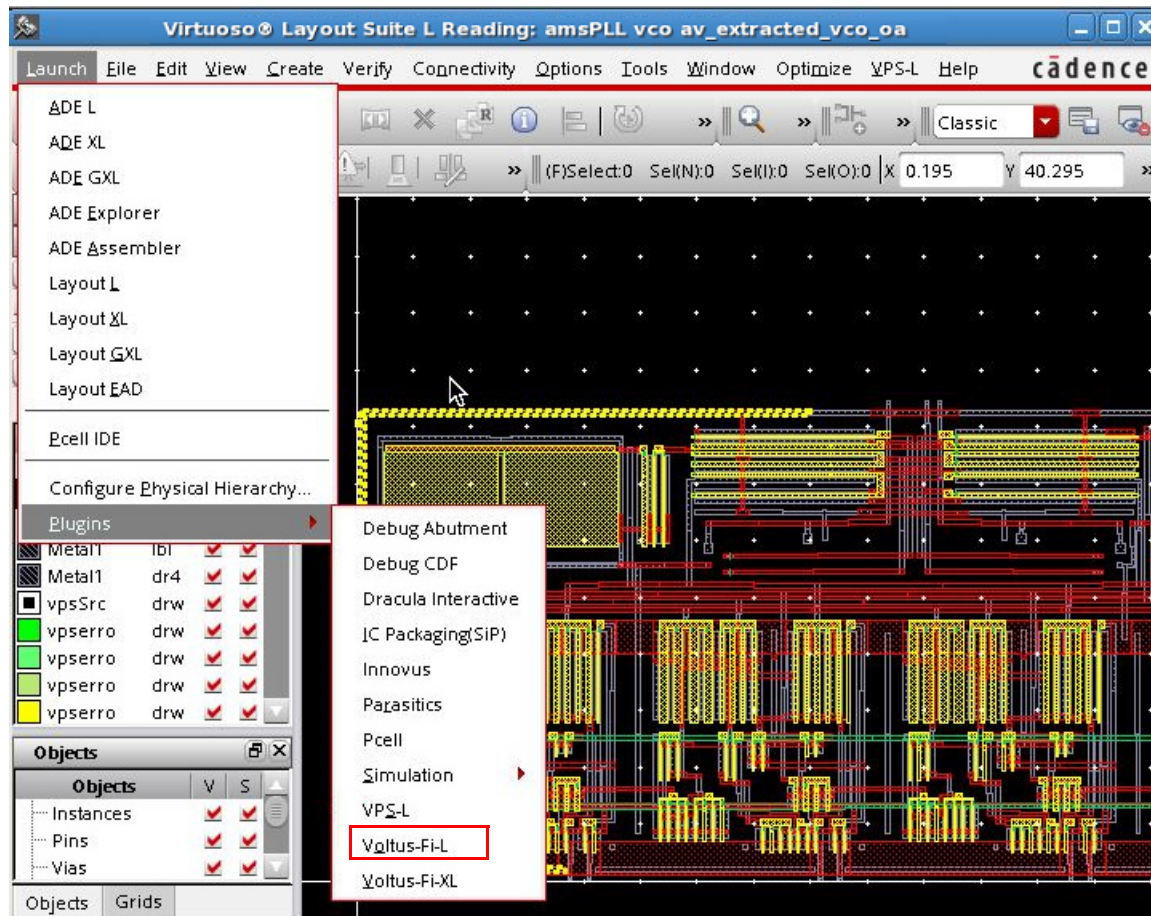 Virtuoso® Layout Suite L Reading: amsPLL vco av_extracted_vco_oa
Launch File Edit View Create Verify Connectivity Options Tools Window Optimize VPS-L Help cādence
R » » » Classic
» (F)Select:0 Sel(N):0 Sel(I):0 Sel(O):0 X 0.195 Y 40.295 »
ADE L
ADE XL
ADE GXL
ADE Explorer
ADE Assembler
Layout L
Layout XL
Layout GXL
Layout EAD
Pcell IDE
Configure Physical Hierarchy...
Plugins
Debug Abutment
Debug CDF
Dracula Interactive
IC Packaging(SiP)
Innovus
Parasitics
Pcell
Simulation
VPS-L
Voltus-Fi-L
Voltus-Fi-XL
Metal1 lbl
Metal1 dr4
vpsSrc drw
vpserro drw
vpserro drw
vpserro drw
vpserro drw
Objects
Objects V S
Instances
Pins
Vias
Objects Grids